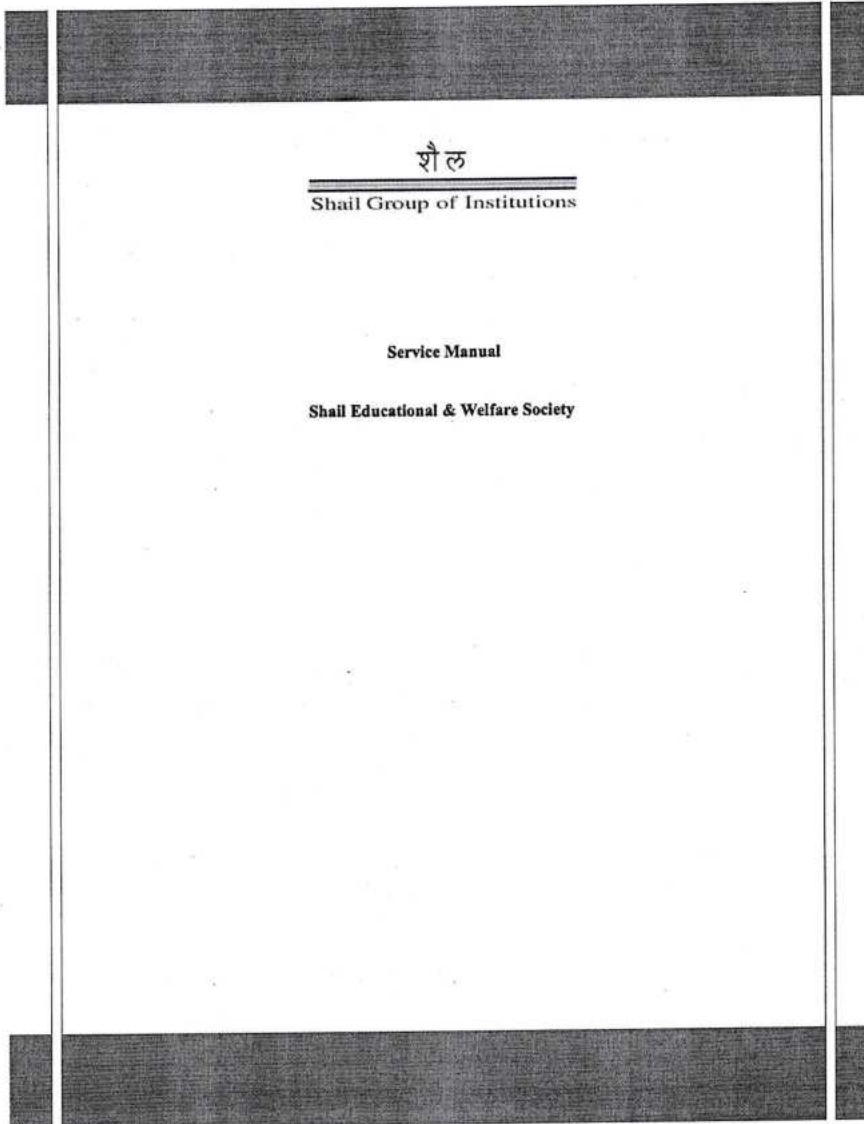 शैल
Shail Group of Institutions
Service Manual
Shail Educational & Welfare Society